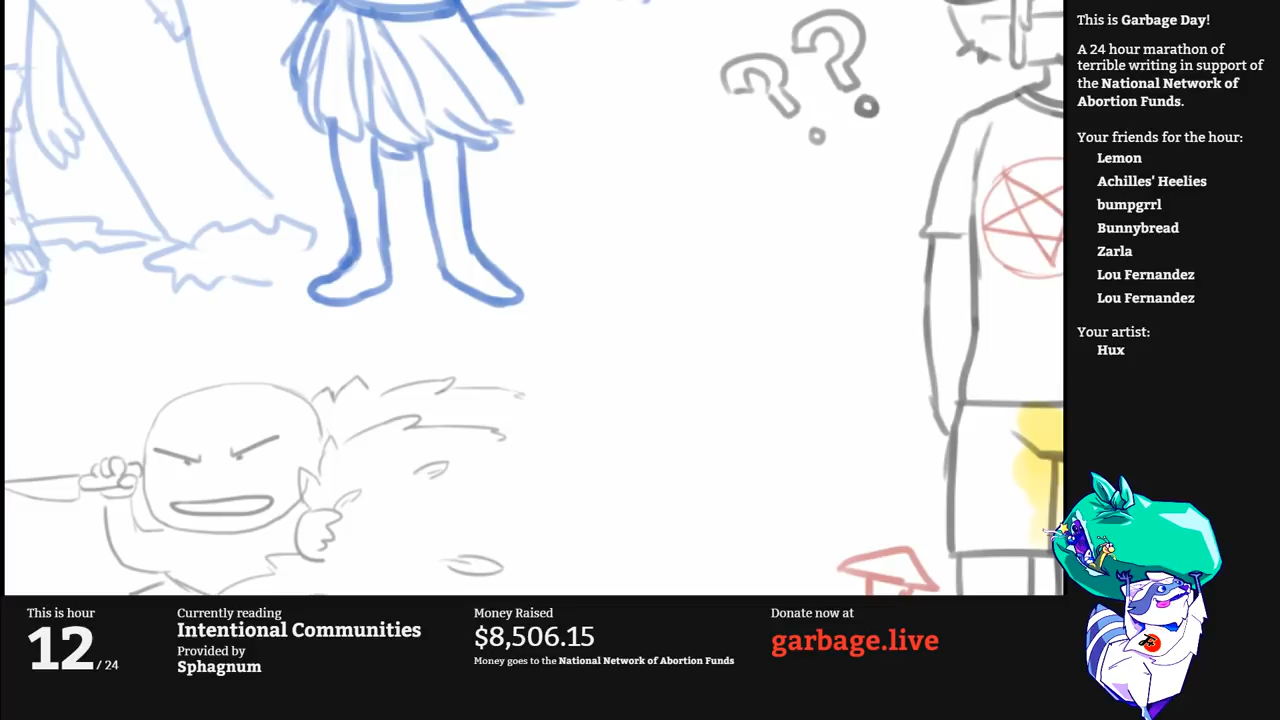 This is Garbage Day!
A 24 hour marathon of
terrible writing in support of
the National Network of
Abortion Funds.
Your friends for the hour:
Lemon
Achilles' Heelies
bumpgrrl
Bunnybread
Zarla
Lou Fernandez
Lou Fernandez
Your artist:
Hux
??
This is hour
12 / 24
Currently reading
Intentional Communities
Provided by
Sphagnum
Money Raised
$8,506.15
Money goes to the National Network of Abortion Funds
Donate now at
garbage.live